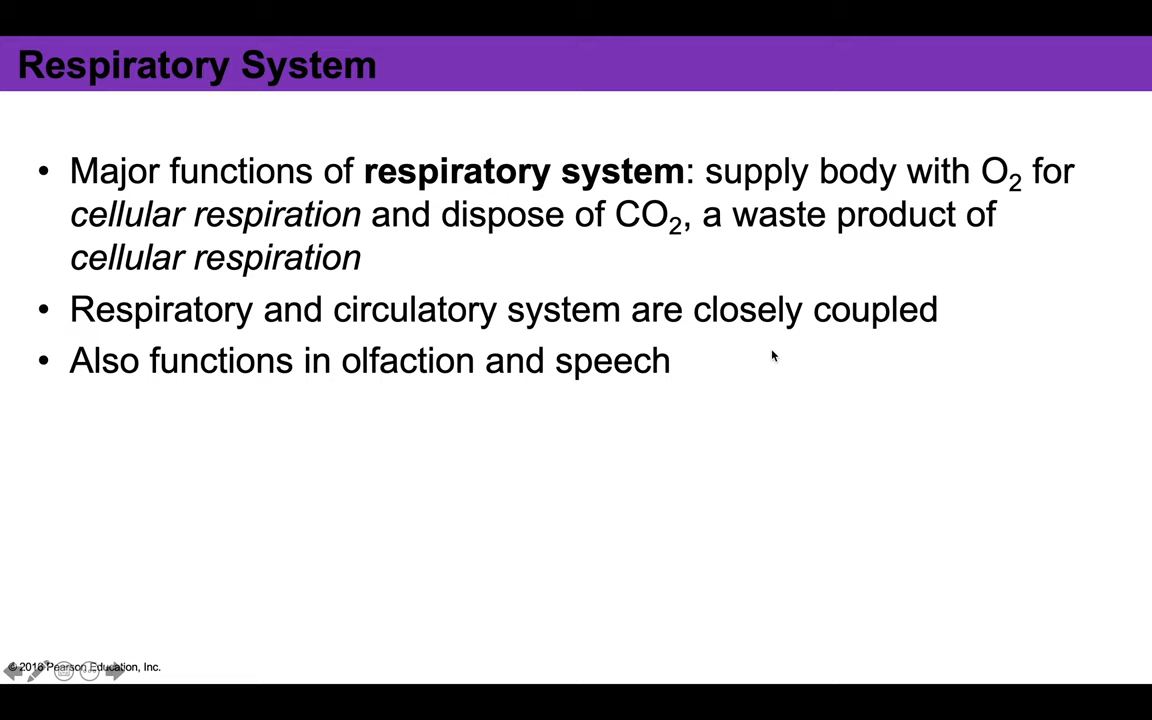 Respiratory System
• Major functions of respiratory system: supply body with O₂ for
cellular respiration and dispose of CO₂, a waste product of
cellular respiration
• Respiratory and circulatory system are closely coupled
• Also functions in olfaction and speech
© 2016 Pearson Education, Inc.